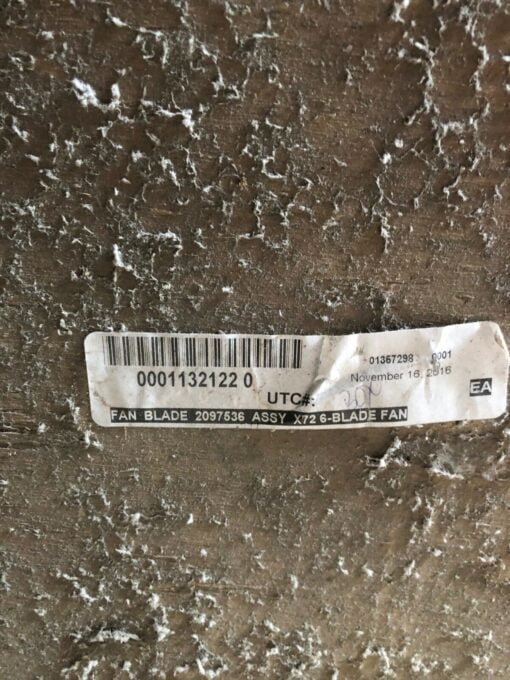 01367298 0001
0001132122 0
November 16, 2016
UTC#:
EA
FAN BLADE 2097536 ASSY X72 6-BLADE FAN